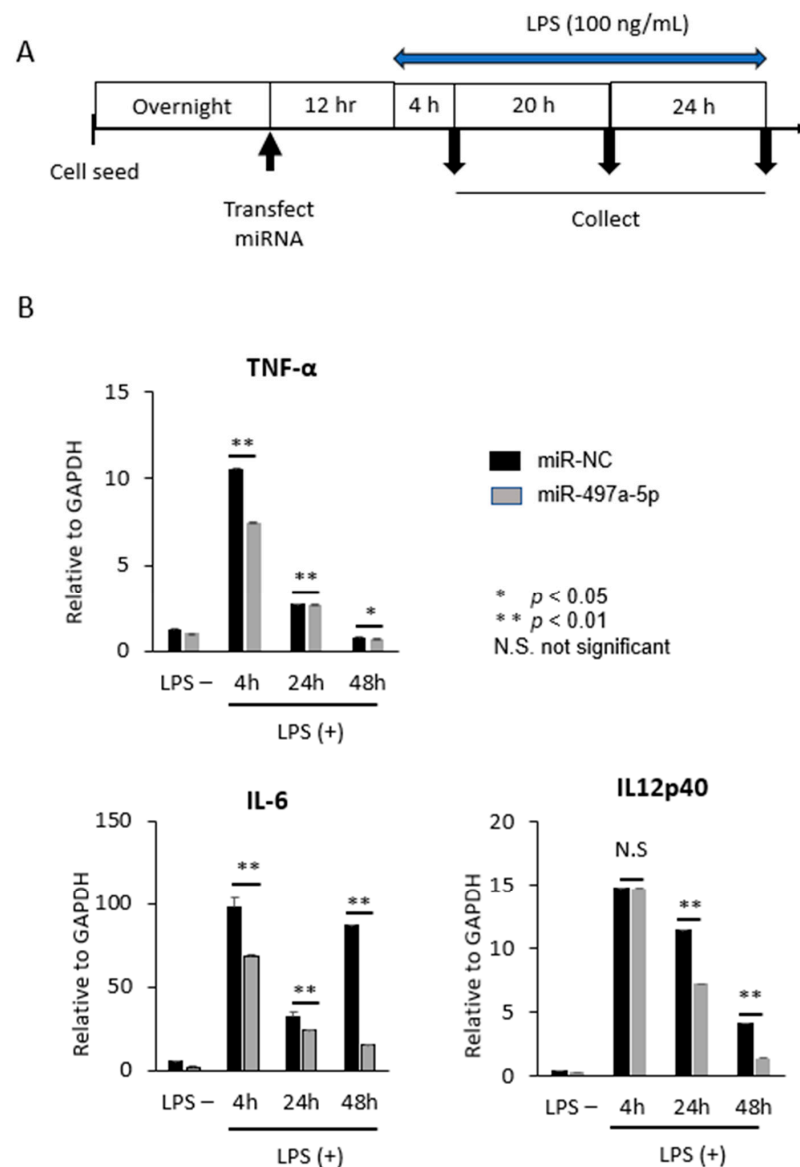 A
LPS (100 ng/mL)
Overnight
12 hr
4 h
20 h
24 h
Cell seed
Transfect
miRNA
Collect
B
TNF-α
Relative to GAPDH
15
10
5
0
**
**
*
LPS –
4h
24h
48h
LPS (+)
miR-NC
miR-497a-5p
* p < 0.05
** p < 0.01
N.S. not significant
IL-6
Relative to GAPDH
150
100
50
0
**
**
**
LPS –
4h
24h
48h
LPS (+)
IL12p40
Relative to GAPDH
20
15
10
5
0
N.S
**
**
LPS –
4h
24h
48h
LPS (+)